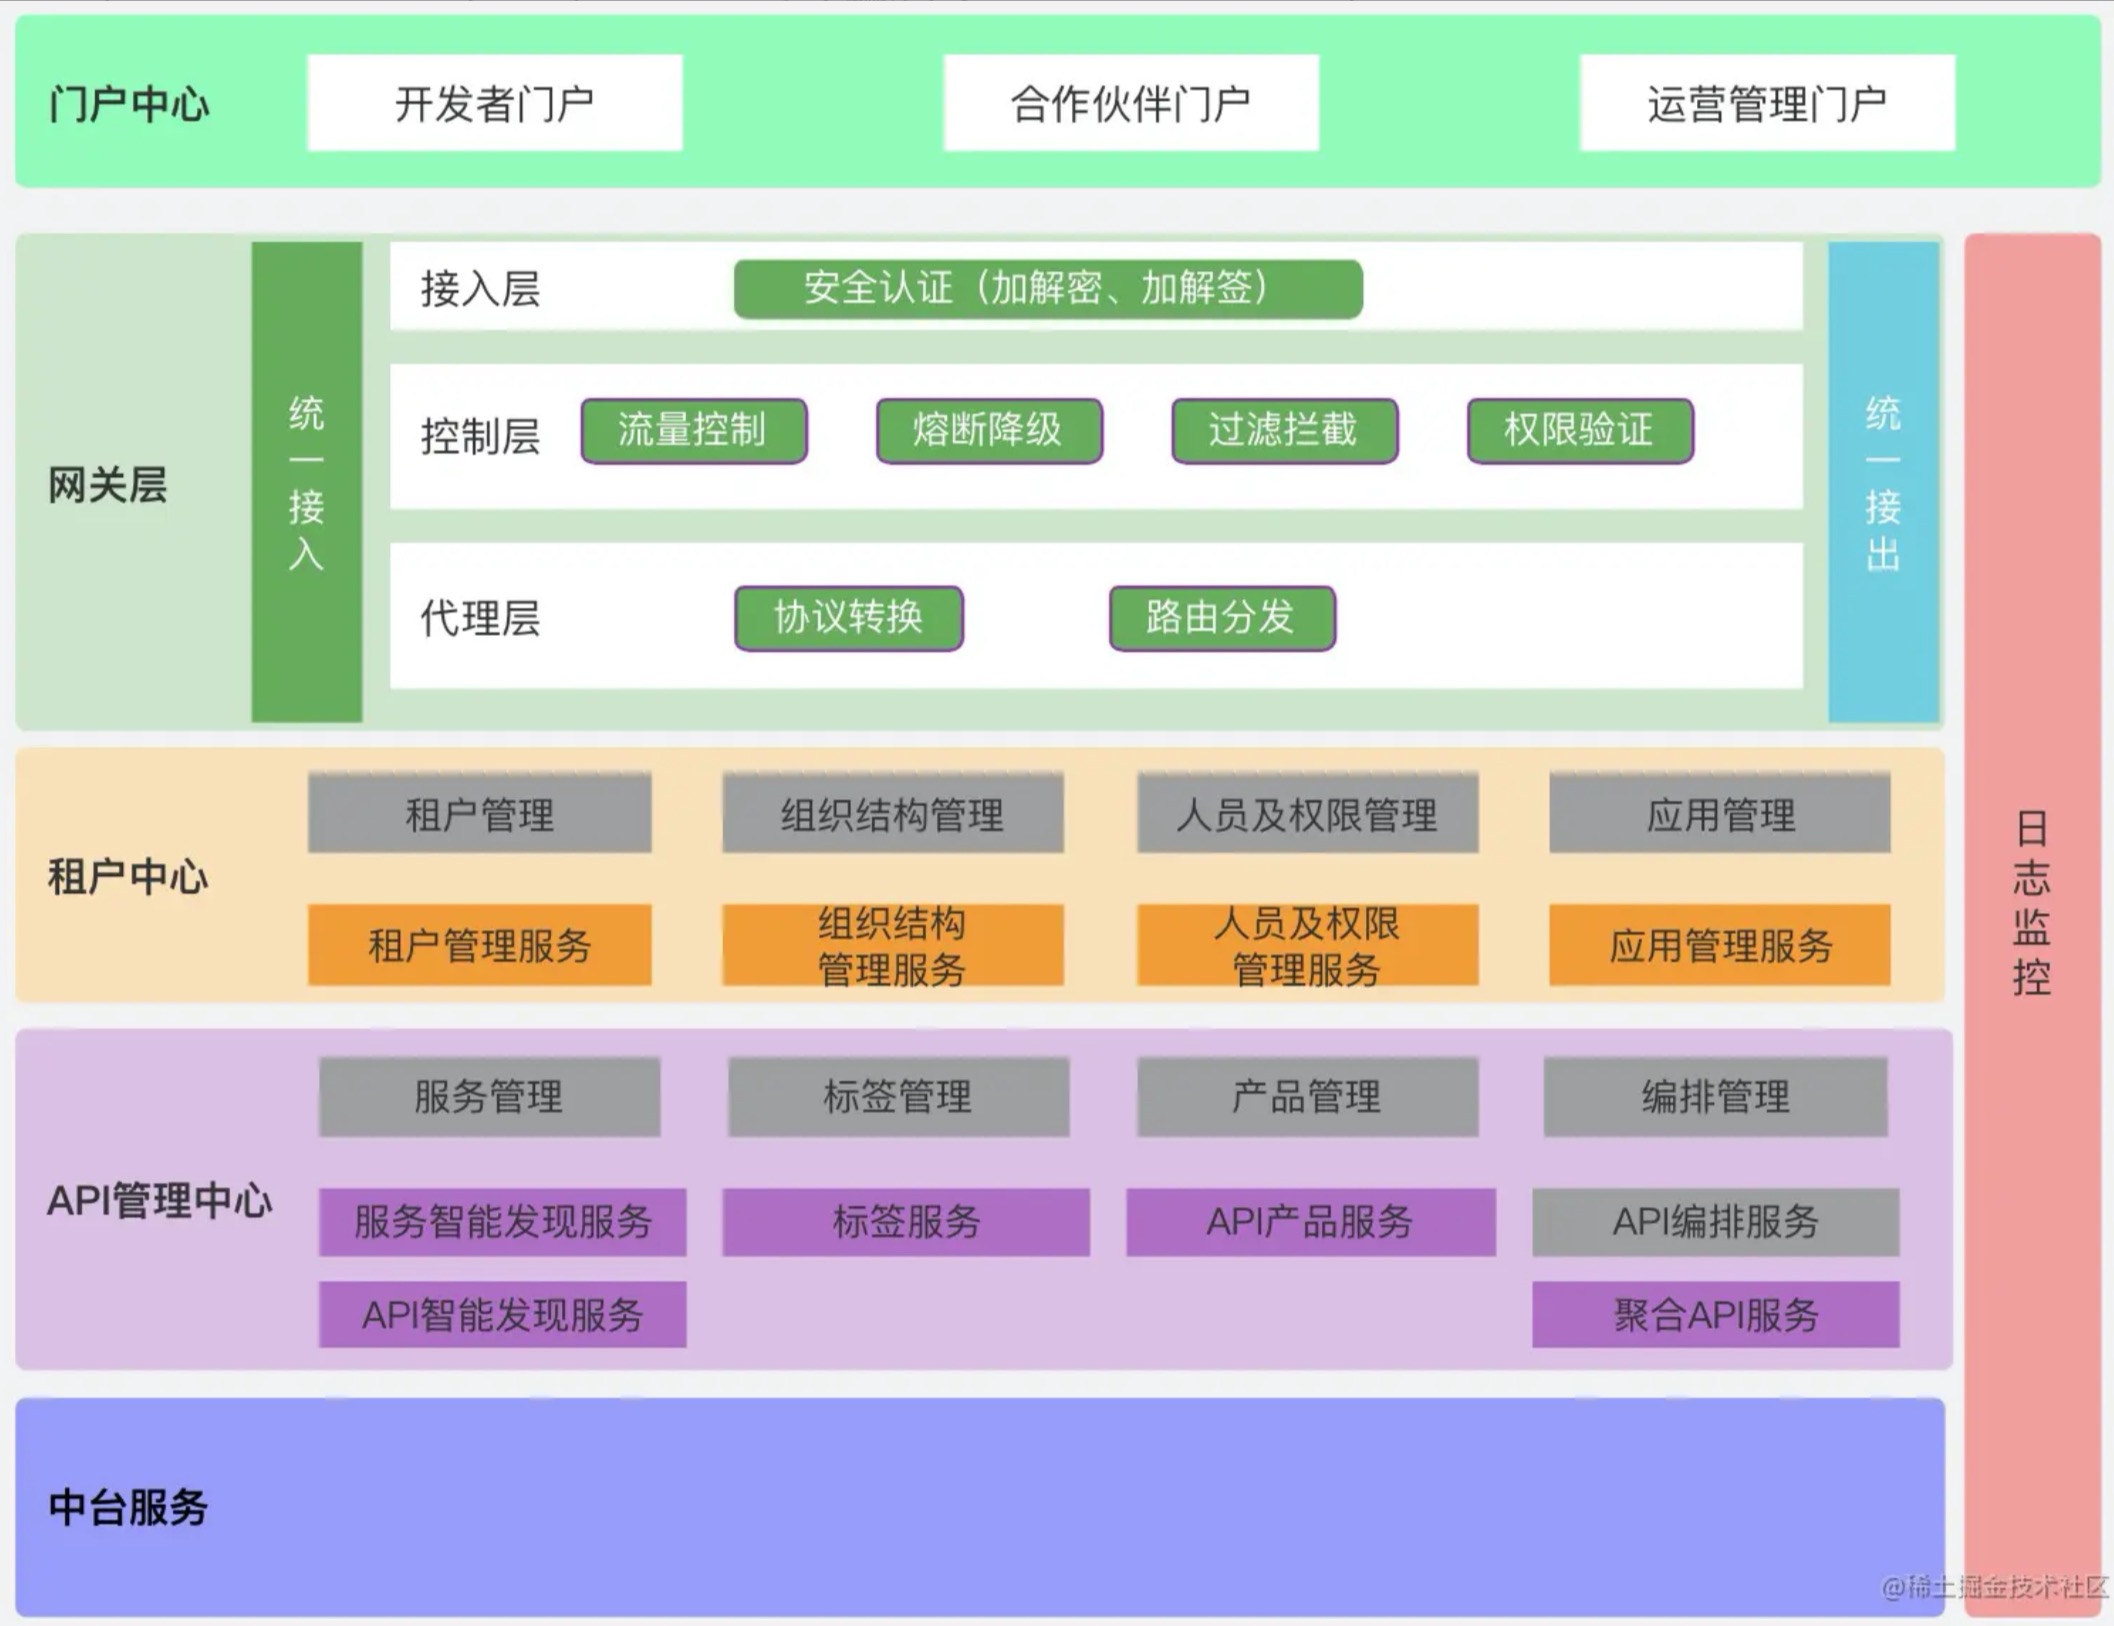 门户中心
开发者门户
合作伙伴门户
运营管理门户
网关层
统一接入
接入层
安全认证（加解密、加解签）
控制层
流量控制
熔断降级
过滤拦截
权限验证
代理层
协议转换
路由分发
统一接出
日志监控
租户中心
租户管理
组织结构管理
人员及权限管理
应用管理
租户管理服务
组织结构
管理服务
人员及权限
管理服务
应用管理服务
API管理中心
服务管理
标签管理
产品管理
编排管理
服务智能发现服务
标签服务
API产品服务
API编排服务
API智能发现服务
聚合API服务
中台服务
@稀土掘金技术社区